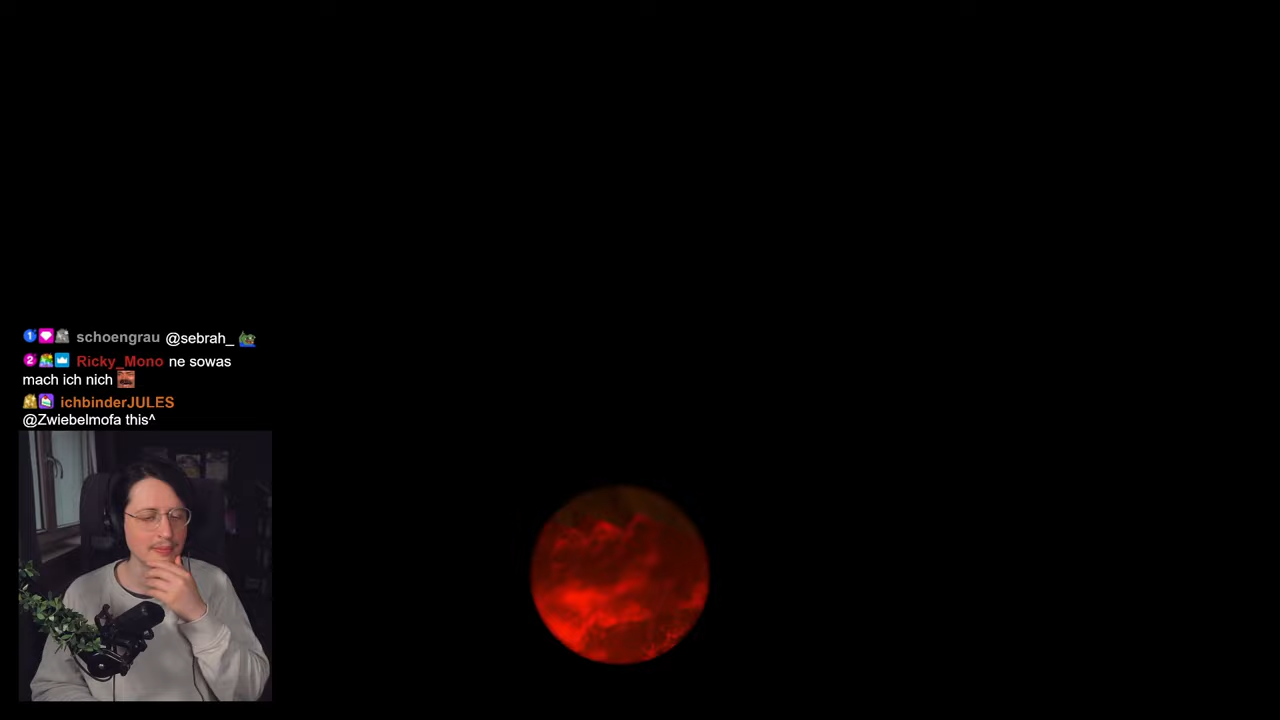 schoengrau @sebrah_
Ricky_Mono ne sowas
mach ich nich
ichbinderJULES
@Zwiebelmofa this^